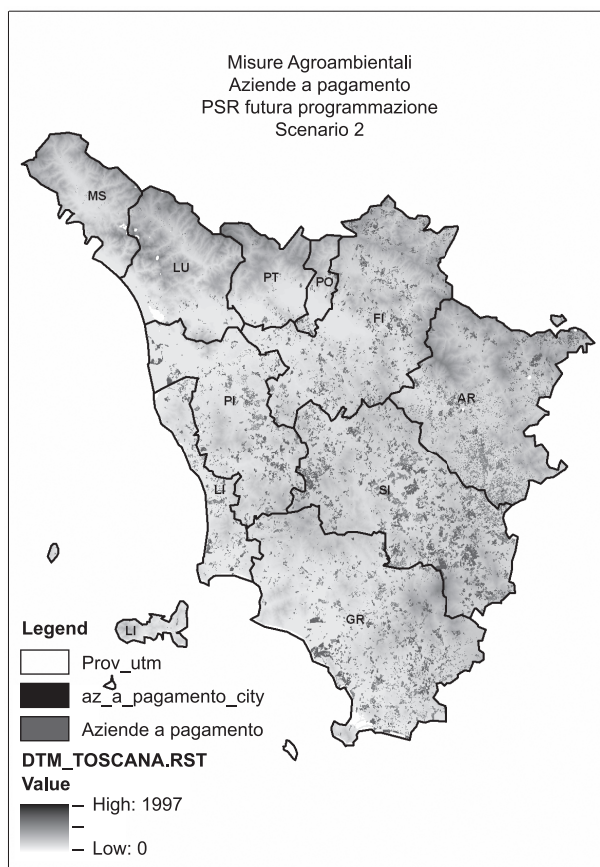 Misure Agroambientali
Aziende a pagamento
PSR futura programmazione
Scenario 2
MS
LU
PT
PO
FI
AR
PI
LI
SI
GR
LI
Legend
Prov_utm
az_a_pagamento_city
Aziende a pagamento
DTM_TOSCANA.RST
Value
High: 1997
Low: 0